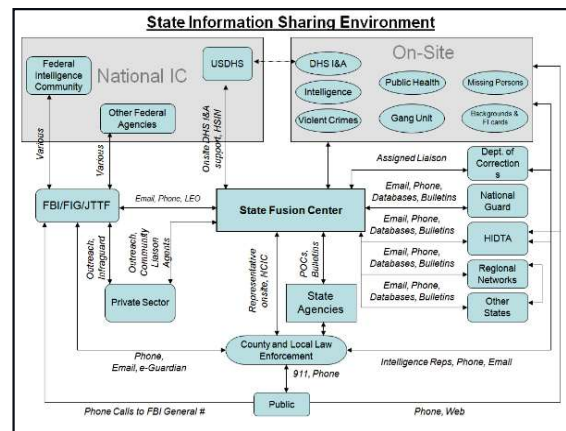 State Information Sharing Environment
National IC
On-Site
Federal
Intelligence
Community
USDHS
Other Federal
Agencies
DHS I&A
Public Health
Missing Persons
Intelligence
Violent Crimes
Gang Unit
Backgrounds &
FI cards
Various
Various
Onsite DHS I&A
support, HSIN
Assigned Liaison
Dept. of
Corrections
FBI/FIG/JTTF
Email, Phone, LEO
State Fusion Center
Email, Phone,
Databases, Bulletins
National
Guard
Email, Phone,
Databases, Bulletins
HIDTA
Outreach,
Infraguard
Outreach,
Community
Liaison
Agents
Representative
onsite, NCIC
POCs,
Bulletins
Email, Phone,
Databases, Bulletins
Regional
Networks
Private Sector
State
Agencies
Email, Phone,
Databases, Bulletins
Other
States
County and Local Law
Enforcement
Phone,
Email, e-Guardian
Intelligence Reps, Phone, Email
911, Phone
Public
Phone Calls to FBI General #
Phone, Web